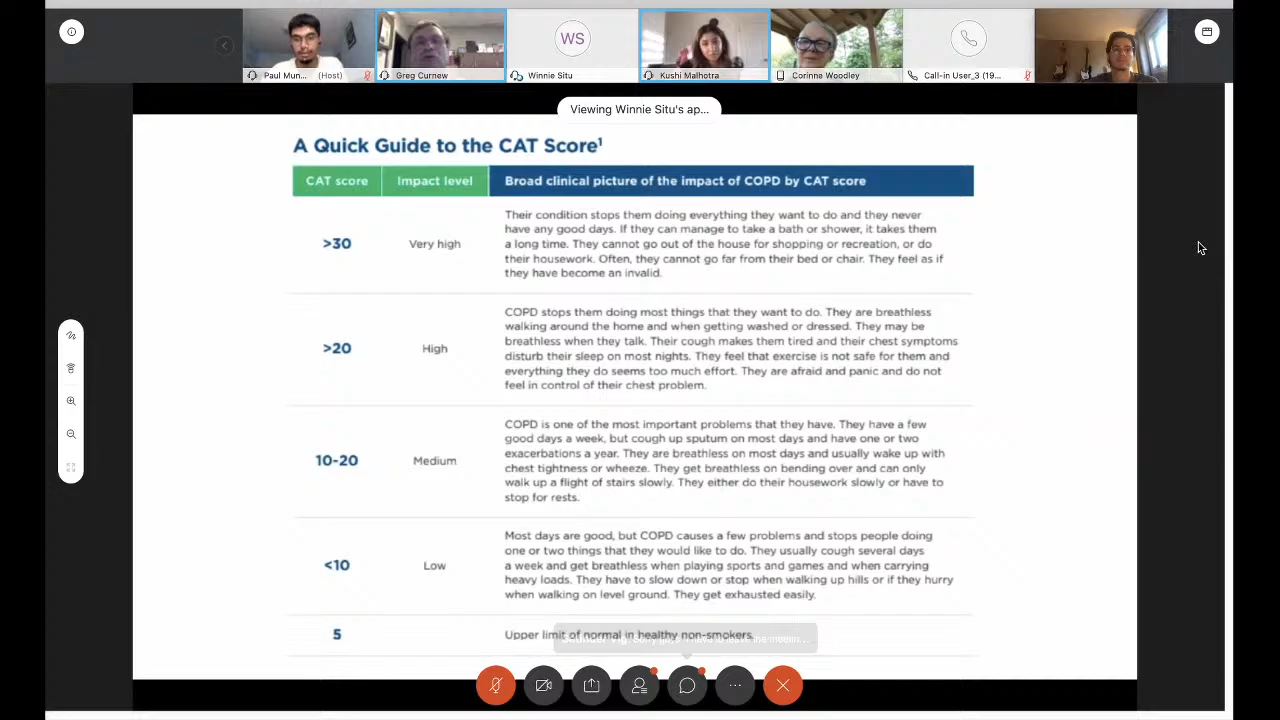 WS
Paul Mun... (Host)
Greg Curnew
Winnie Situ
Kushi Malhotra
Corinne Woodley
Call-in User_3 (19...
Viewing Winnie Situ's ap...
A Quick Guide to the CAT Score1
CAT score
Impact level
Broad clinical picture of the impact of COPD by CAT score
>30
Very high
Their condition stops them doing everything they want to do and they never
have any good days. If they can manage to take a bath or shower, it takes them
a long time. They cannot go out of the house for shopping or recreation, or do
their housework. Often, they cannot go far from their bed or chair. They feel as if
they have become an invalid.
>20
High
COPD stops them doing most things that they want to do. They are breathless
walking around the home and when getting washed or dressed. They may be
breathless when they talk. Their cough makes them tired and their chest symptoms
disturb their sleep on most nights. They feel that exercise is not safe for them and
everything they do seems too much effort. They are afraid and panic and do not
feel in control of their chest problem.
10-20
Medium
COPD is one of the most important problems that they have. They have a few
good days a week, but cough up sputum on most days and have one or two
exacerbations a year. They are breathless on most days and usually wake up with
chest tightness or wheeze. They get breathless on bending over and can only
walk up a flight of stairs slowly. They either do their housework slowly or have to
stop for rests.
<10
Low
Most days are good, but COPD causes a few problems and stops people doing
one or two things that they would like to do. They usually cough several days
a week and get breathless when playing sports and games and when carrying
heavy loads. They have to slow down or stop when walking up hills or if they hurry
when walking on level ground. They get exhausted easily.
5
Upper limit of normal in healthy non-smokers.